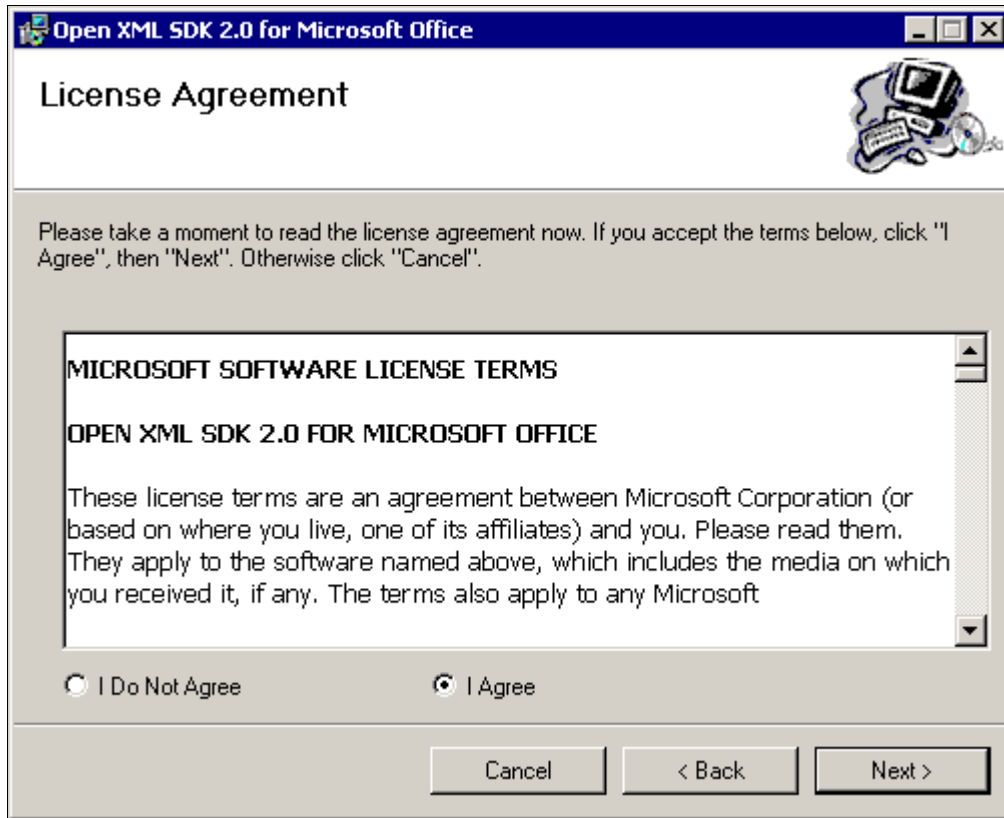 Open XML SDK 2.0 for Microsoft Office
License Agreement
Please take a moment to read the license agreement now. If you accept the terms below, click "I
Agree", then "Next". Otherwise click "Cancel".
MICROSOFT SOFTWARE LICENSE TERMS
OPEN XML SDK 2.0 FOR MICROSOFT OFFICE
These license terms are an agreement between Microsoft Corporation (or
based on where you live, one of its affiliates) and you. Please read them.
They apply to the software named above, which includes the media on which
you received it, if any. The terms also apply to any Microsoft
I Do Not Agree
I Agree
Cancel
< Back
Next >